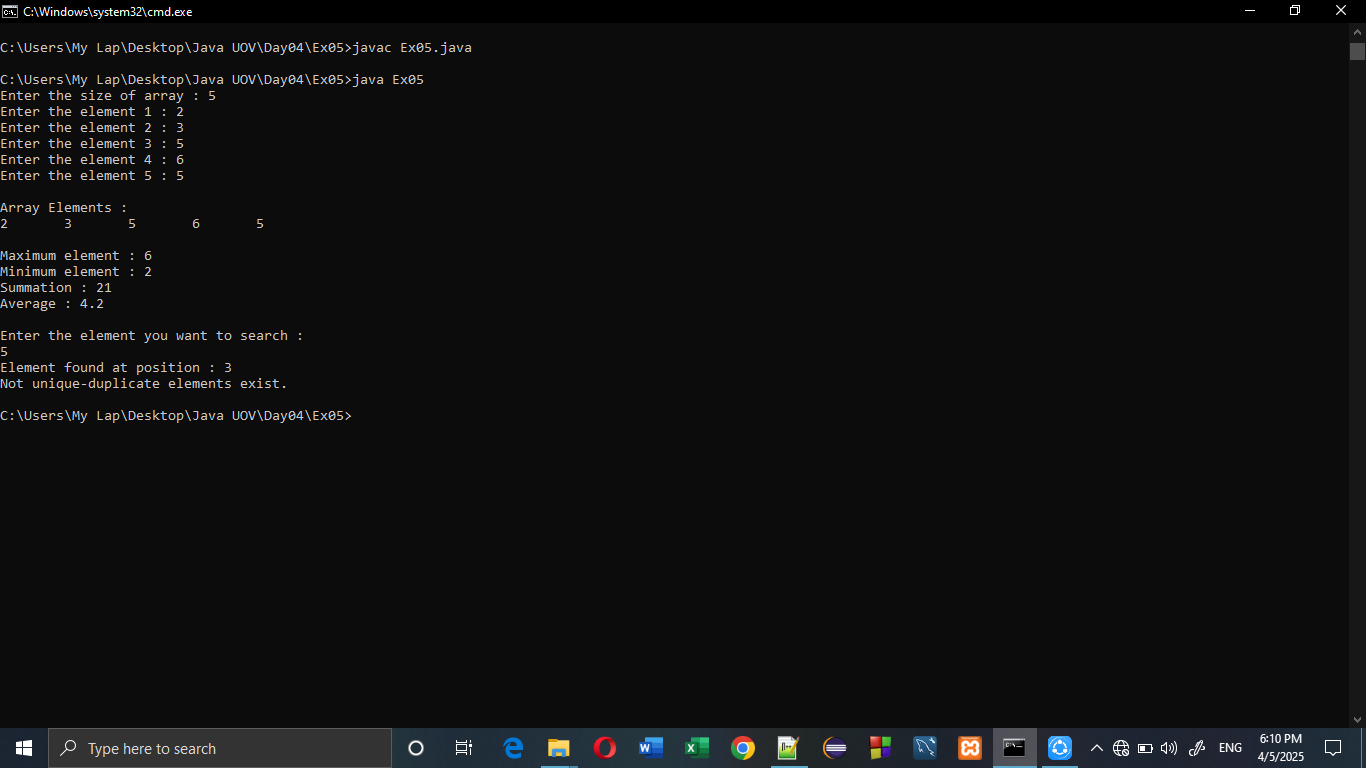 C:\Windows\system32\cmd.exe
C:\Users\My Lap\Desktop\Java UOV\Day04\Ex05>javac Ex05.java
C:\Users\My Lap\Desktop\Java UOV\Day04\Ex05>java Ex05
Enter the size of array : 5
Enter the element 1 : 2
Enter the element 2 : 3
Enter the element 3 : 5
Enter the element 4 : 6
Enter the element 5 : 5
Array Elements :
2       3       5       6       5
Maximum element : 6
Minimum element : 2
Summation : 21
Average : 4.2
Enter the element you want to search :
5
Element found at position : 3
Not unique-duplicate elements exist.
C:\Users\My Lap\Desktop\Java UOV\Day04\Ex05>
Type here to search
ENG
6:10 PM
4/5/2025